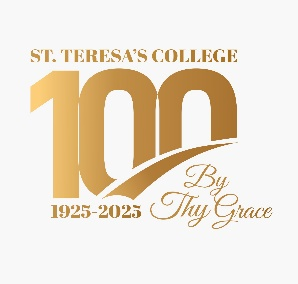 ST. TERESA'S COLLEGE
100
1925-2025
By
Thy Grace